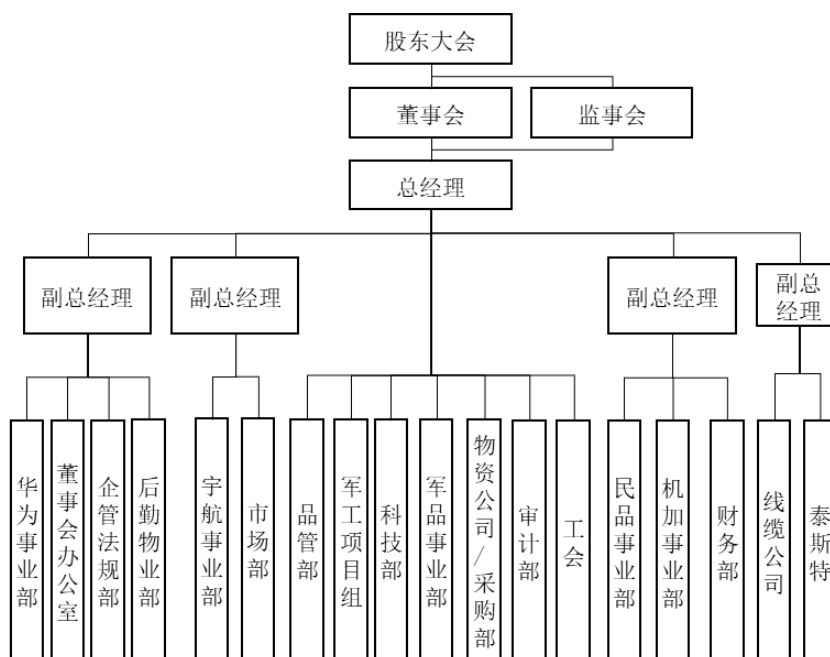 股东大会
董事会
监事会
总经理
副总经理
副总经理
副总经理
副总
经理
华为事业部
董事会办公室
企管法规部
后勤物业部
宇航事业部
市场部
品管部
军工项目组
科技部
军品事业部
物资公司/采购部
审计部
工会
民品事业部
机加事业部
财务部
线缆公司
泰斯特